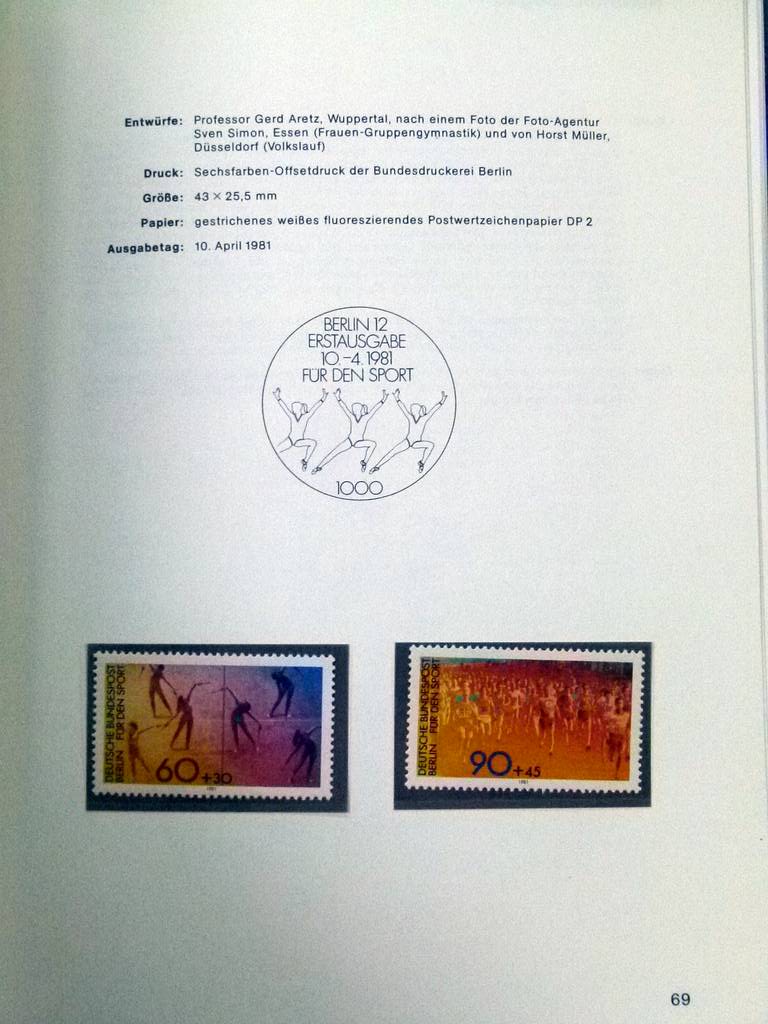 Entwürfe: Professor Gerd Aretz, Wuppertal, nach einem Foto der Foto-Agentur
Sven Simon, Essen (Frauen-Gruppengymnastik) und von Horst Müller,
Düsseldorf (Volkslauf)
Druck: Sechsfarben-Offsetdruck der Bundesdruckerei Berlin
Größe: 43 × 25,5 mm
Papier: gestrichenes weißes fluoreszierendes Postwertzeichenpapier DP 2
Ausgabetag: 10. April 1981
BERLIN 12
ERSTAUSGABE
10.-4.1981
FÜR DEN SPORT
1000
DEUTSCHE BUNDESPOST
BERLIN FÜR DEN SPORT
60+30
1981
DEUTSCHE BUNDESPOST
BERLIN FÜR DEN SPORT
90+45
1981
69